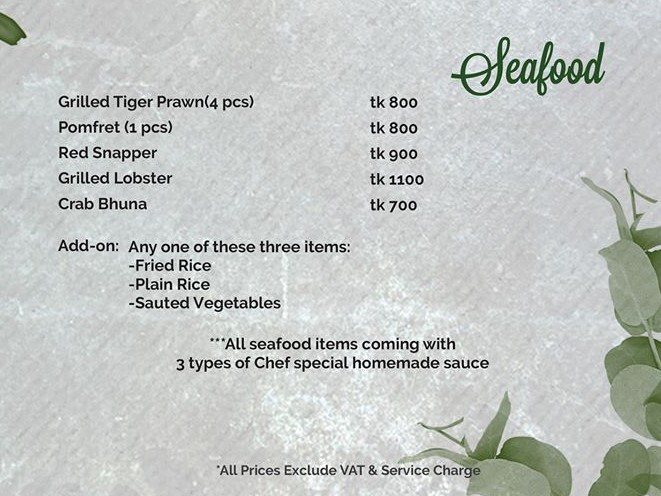 Seafood
Grilled Tiger Prawn(4 pcs) tk 800
Pomfret (1 pcs) tk 800
Red Snapper tk 900
Grilled Lobster tk 1100
Crab Bhuna tk 700
Add-on: Any one of these three items:
-Fried Rice
-Plain Rice
-Sauted Vegetables
***All seafood items coming with
3 types of Chef special homemade sauce
*All Prices Exclude VAT & Service Charge